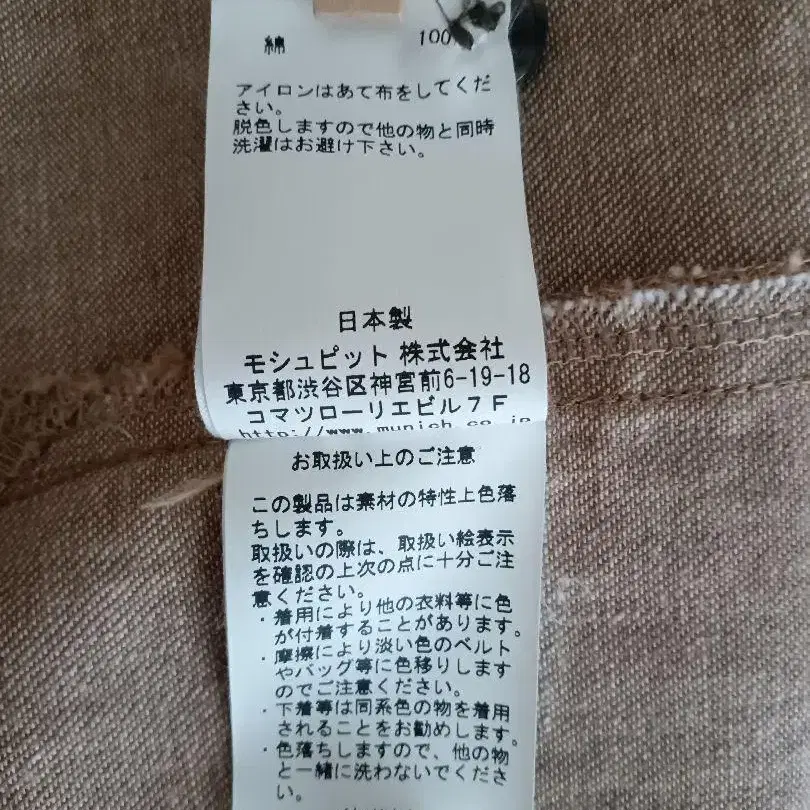 綿 100
アイロンはあて布をしてくだ
さい。
脱色しますので他の物と同時
洗濯はお避け下さい。
日本製
モシュピット 株式会社
東京都渋谷区神宮前6-19-18
コマツローリエビル7F
http://www.munich.co.jp
お取扱い上のご注意
この製品は素材の特性上色落
ちします。
取扱いの際は、取扱い絵表示
を確認の上次の点に十分ご注
意ください。
・着用により他の衣料等に色
が付着することがあります。
・摩擦により淡い色のベルト
やバッグ等に色移りします
のでご注意ください。
・下着等は同系色の物を着用
されることをお勧めします。
・色落ちしますので、他の物
と一緒に洗わないでくださ
い。